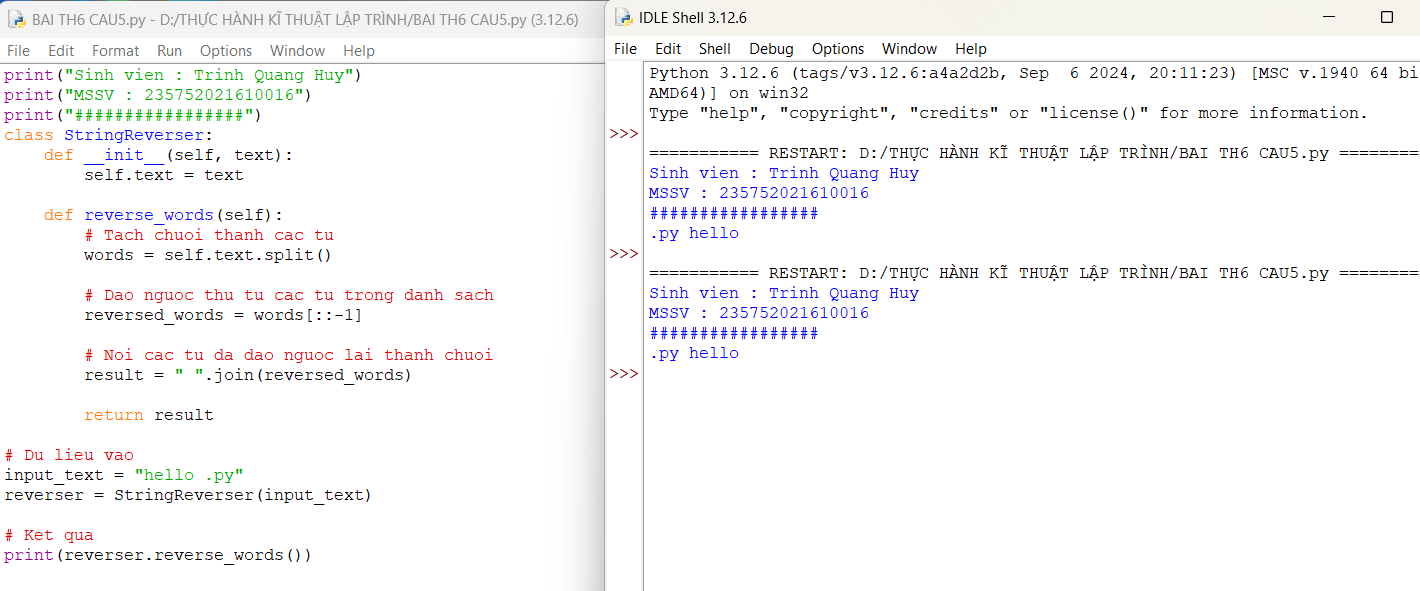 BAI TH6 CAU5.py - D:/THỰC HÀNH KĨ THUẬT LẬP TRÌNH/BAI TH6 CAU5.py (3.12.6)
File Edit Format Run Options Window Help
print("Sinh vien : Trinh Quang Huy")
print("MSSV : 235752021610016")
print("#################")
class StringReverser:
    def __init__(self, text):
        self.text = text
    def reverse_words(self):
        # Tach chuoi thanh cac tu
        words = self.text.split()
        # Dao nguoc thu tu cac tu trong danh sach
        reversed_words = words[::-1]
        # Noi cac tu da dao nguoc lai thanh chuoi
        result = " ".join(reversed_words)
        return result
# Du lieu vao
input_text = "hello .py"
reverser = StringReverser(input_text)
# Ket qua
print(reverser.reverse_words())
IDLE Shell 3.12.6
File Edit Shell Debug Options Window Help
Python 3.12.6 (tags/v3.12.6:a4a2d2b, Sep  6 2024, 20:11:23) [MSC v.1940 64 bi
AMD64)] on win32
Type "help", "copyright", "credits" or "license()" for more information.
>>>
=========== RESTART: D:/THỰC HÀNH KĨ THUẬT LẬP TRÌNH/BAI TH6 CAU5.py ========
Sinh vien : Trinh Quang Huy
MSSV : 235752021610016
#################
.py hello
>>>
=========== RESTART: D:/THỰC HÀNH KĨ THUẬT LẬP TRÌNH/BAI TH6 CAU5.py ========
Sinh vien : Trinh Quang Huy
MSSV : 235752021610016
#################
.py hello
>>>